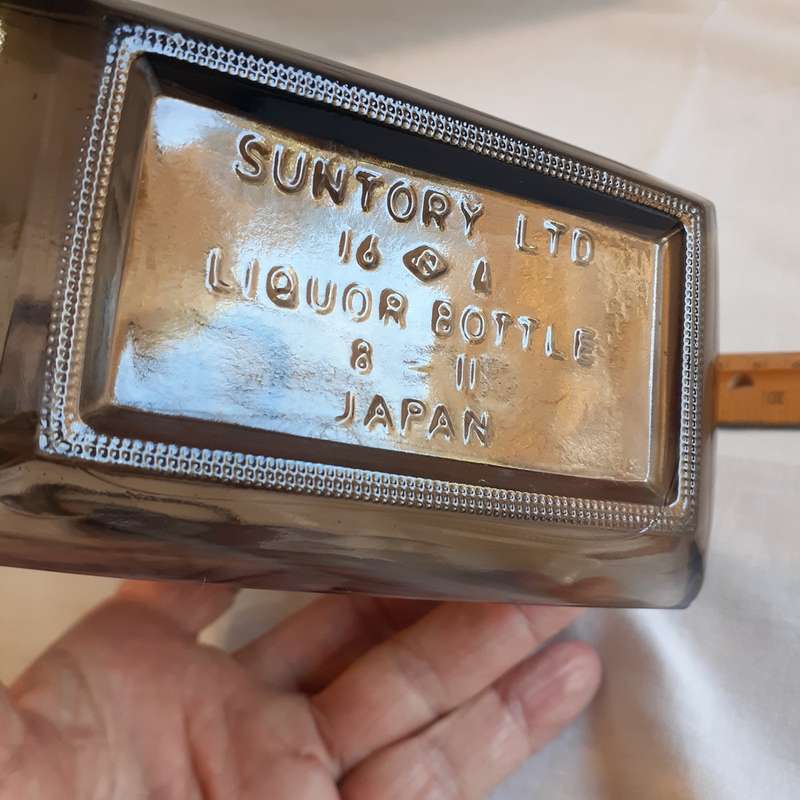 SUNTORY LTD
16 N 4
LIQUOR BOTTLE
8 11
JAPAN